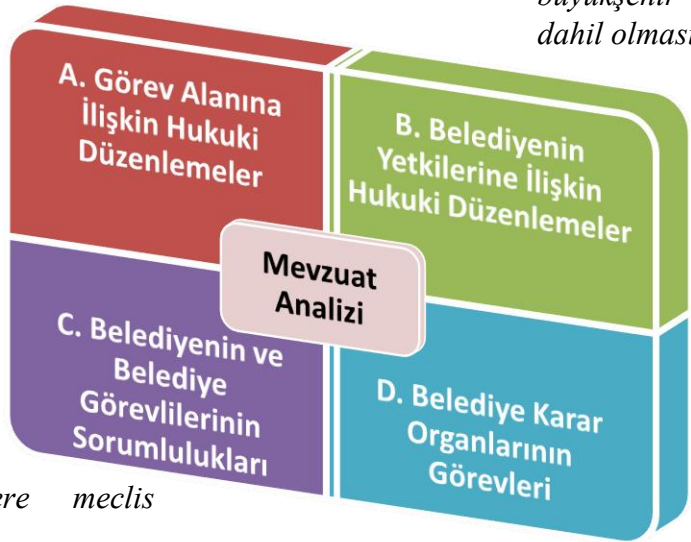 büyükşehir
dahil olması
A. Görev Alanına
İlişkin Hukuki
Düzenlemeler
B. Belediyenin
Yetkilerine İlişkin
Hukuki Düzenlemeler
Mevzuat
Analizi
C. Belediyenin ve
Belediye
Görevlilerinin
Sorumlulukları
D. Belediye Karar
Organlarının
Görevleri
meclis